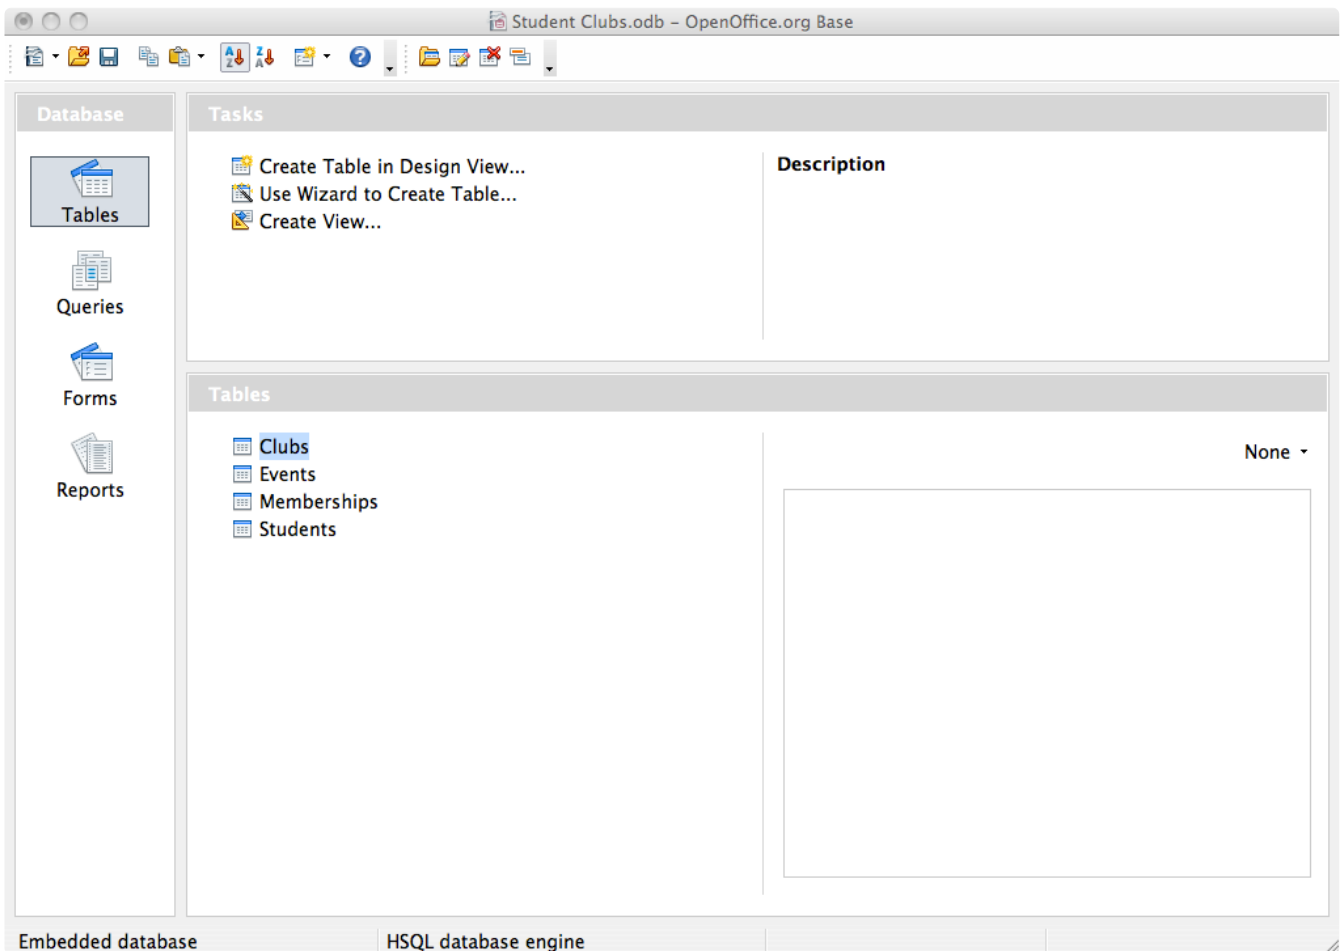 Student Clubs.odb – OpenOffice.org Base
Database
Tables
Queries
Forms
Reports
Tasks
Create Table in Design View...
Use Wizard to Create Table...
Create View...
Description
Tables
Clubs
Events
Memberships
Students
None
Embedded database
HSQL database engine